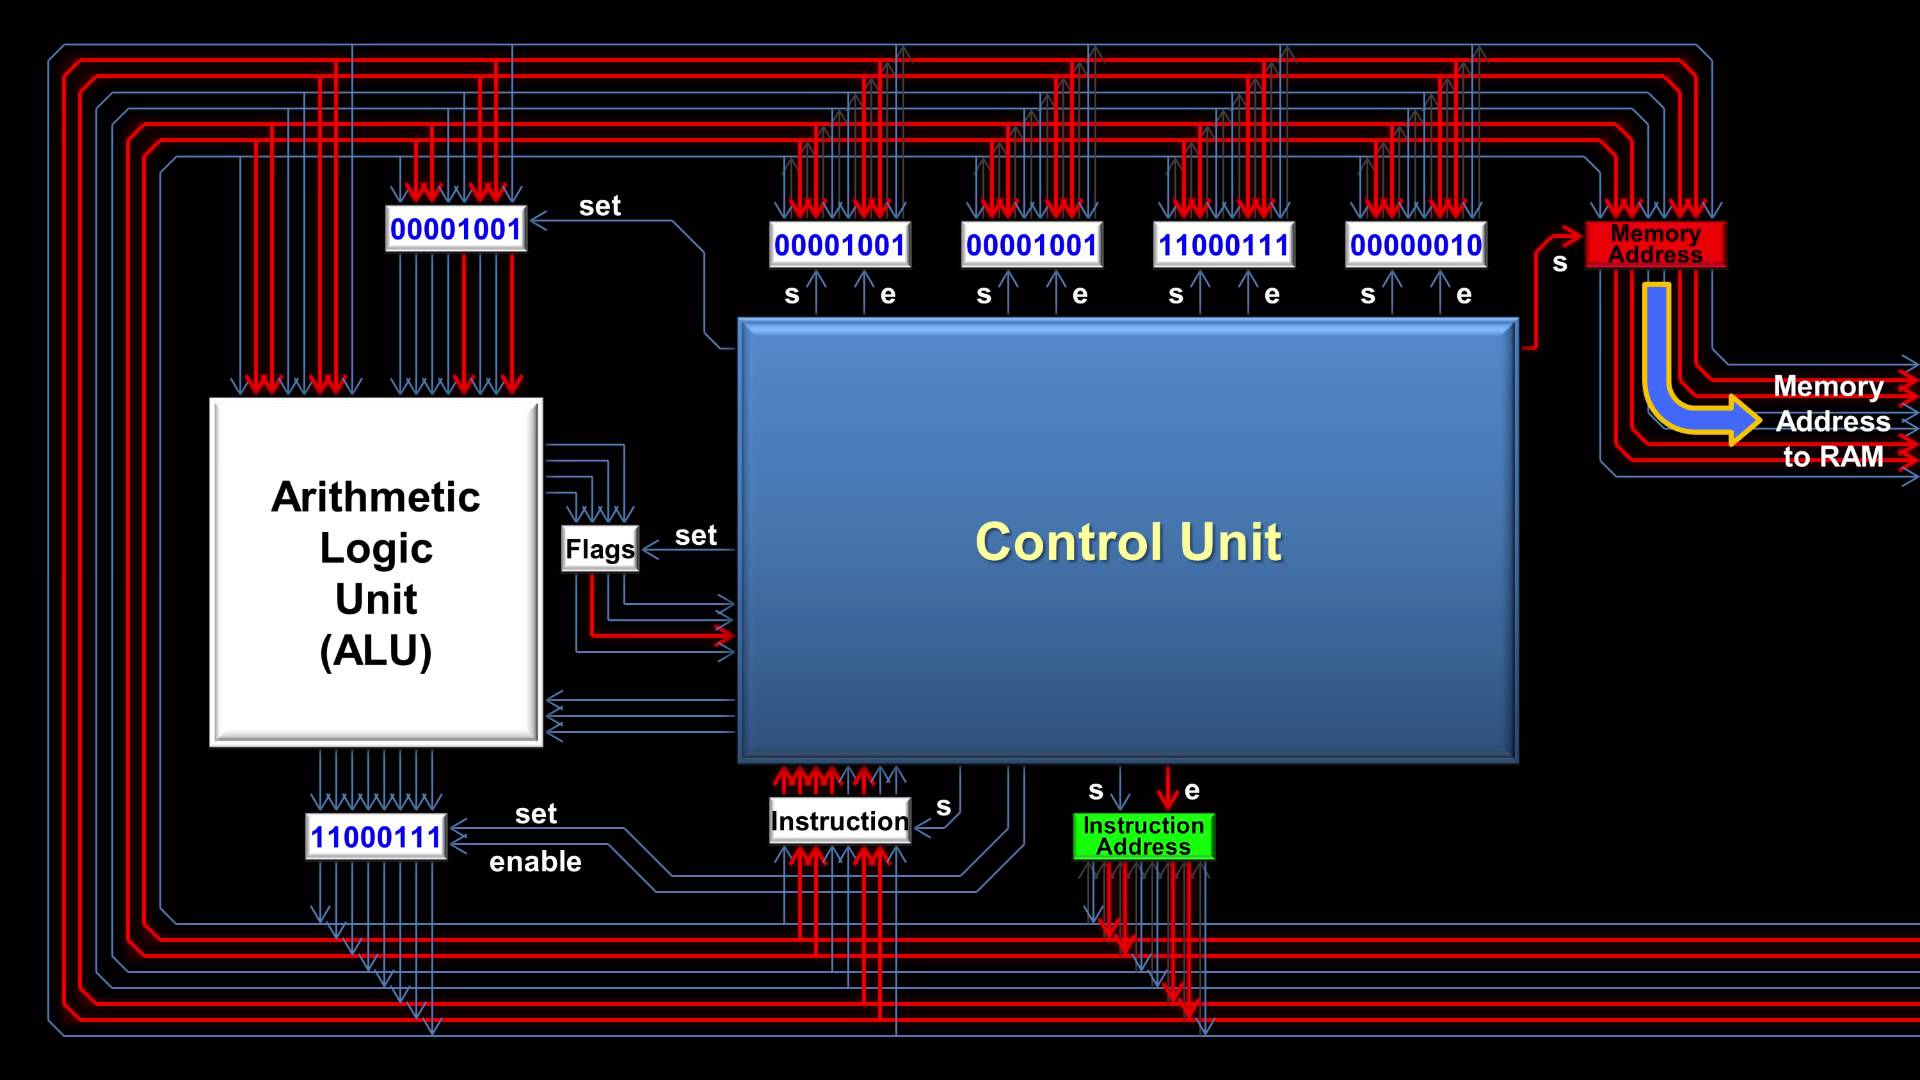 set
00001001
00001001
00001001
11000111
00000010
Memory
Address
s
s
e
s
e
s
e
s
e
Memory
Address
to RAM
Arithmetic
Logic
Unit
(ALU)
Flags
set
Control Unit
s
e
set
s
Instruction
Instruction
Address
11000111
enable